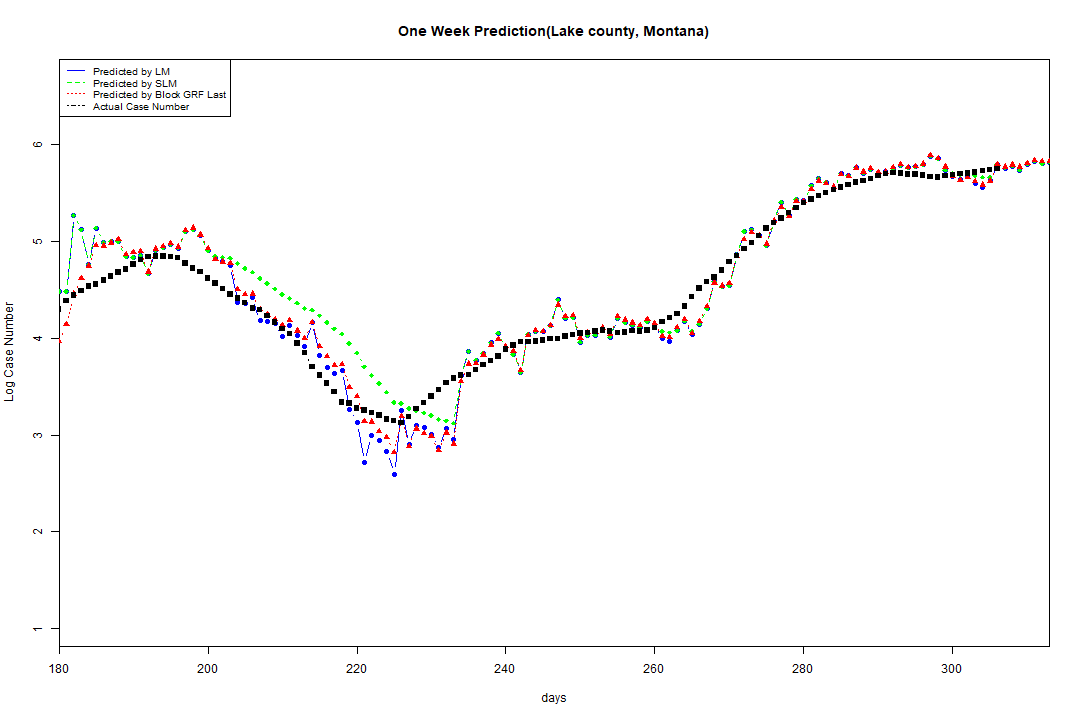 One Week Prediction(Lake county, Montana)
Predicted by LM
Predicted by SLM
Predicted by Block GRF Last
Actual Case Number
6
5
4
3
2
1
Log Case Number
180 200 220 240 260 280 300
days